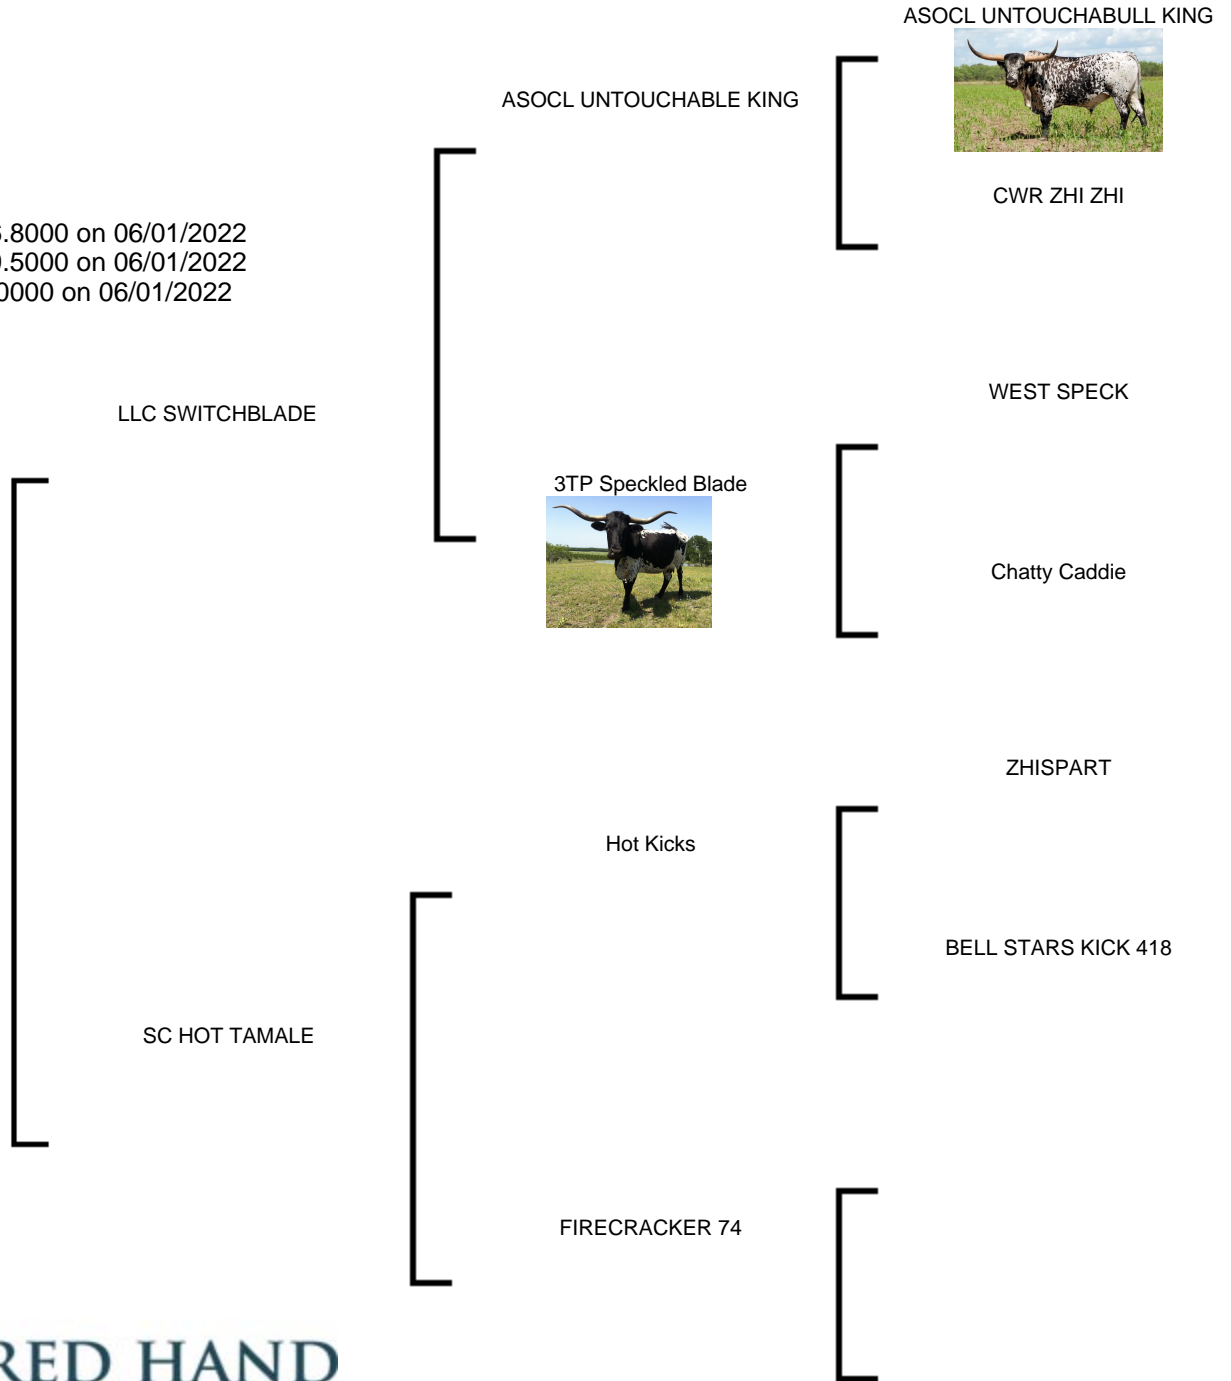 ASOCL UNTOUCHABULL KING
ASOCL UNTOUCHABLE KING
CWR ZHI ZHI
.8000 on 06/01/2022
.5000 on 06/01/2022
0000 on 06/01/2022
WEST SPECK
LLC SWITCHBLADE
3TP Speckled Blade
Chatty Caddie
ZHISPART
Hot Kicks
BELL STARS KICK 418
SC HOT TAMALE
FIRECRACKER 74
RED HAND